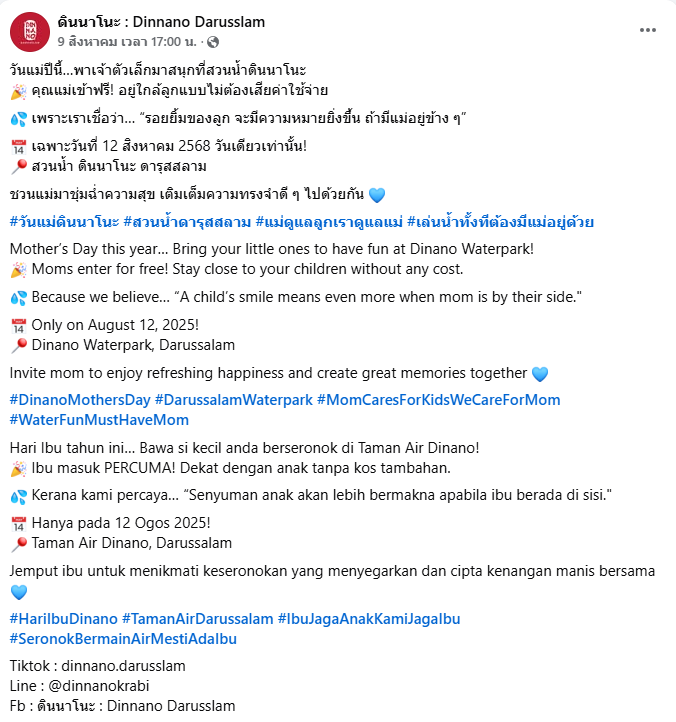 ดินนาโนะ : Dinnano Darusslam
9 สิงหาคม เวลา 17:00 น. ·
วันแม่ปีนี้...พาเจ้าตัวเล็กมาสนุกที่สวนน้ำดินนาโนะ
🎉 คุณแม่เข้าฟรี! อยู่ใกล้ลูกแบบไม่ต้องเสียค่าใช้จ่าย
💦 เพราะเราเชื่อว่า... “รอยยิ้มของลูก จะมีความหมายยิ่งขึ้น ถ้ามีแม่อยู่ข้าง ๆ”
📅 เฉพาะวันที่ 12 สิงหาคม 2568 วันเดียวเท่านั้น!
📍 สวนน้ำ ดินนาโนะ ดารุสสลาม
ชวนแม่มาชุ่มฉ่ำความสุข เติมเต็มความทรงจำดี ๆ ไปด้วยกัน 💙
#วันแม่ดินนาโนะ #สวนน้ำดารุสสลาม #แม่ดูแลลูกเราดูแลแม่ #เล่นน้ำทั้งทีต้องมีแม่อยู่ด้วย
Mother’s Day this year... Bring your little ones to have fun at Dinano Waterpark!
🎉 Moms enter for free! Stay close to your children without any cost.
💦 Because we believe... “A child’s smile means even more when mom is by their side."
📅 Only on August 12, 2025!
📍 Dinano Waterpark, Darussalam
Invite mom to enjoy refreshing happiness and create great memories together 💙
#DinanoMothersDay #DarussalamWaterpark #MomCaresForKidsWeCareForMom
#WaterFunMustHaveMom
Hari Ibu tahun ini... Bawa si kecil anda berseronok di Taman Air Dinano!
🎉 Ibu masuk PERCUMA! Dekat dengan anak tanpa kos tambahan.
💦 Kerana kami percaya... “Senyuman anak akan lebih bermakna apabila ibu berada di sisi."
📅 Hanya pada 12 Ogos 2025!
📍 Taman Air Dinano, Darussalam
Jemput ibu untuk menikmati keseronokan yang menyegarkan dan cipta kenangan manis bersama
💙
#HariIbuDinano #TamanAirDarussalam #IbuJagaAnakKamiJagaIbu
#SeronokBermainAirMestiAdaIbu
Tiktok : dinnano.darusslam
Line : @dinnanokrabi
Fb : ดินนาโนะ : Dinnano Darusslam